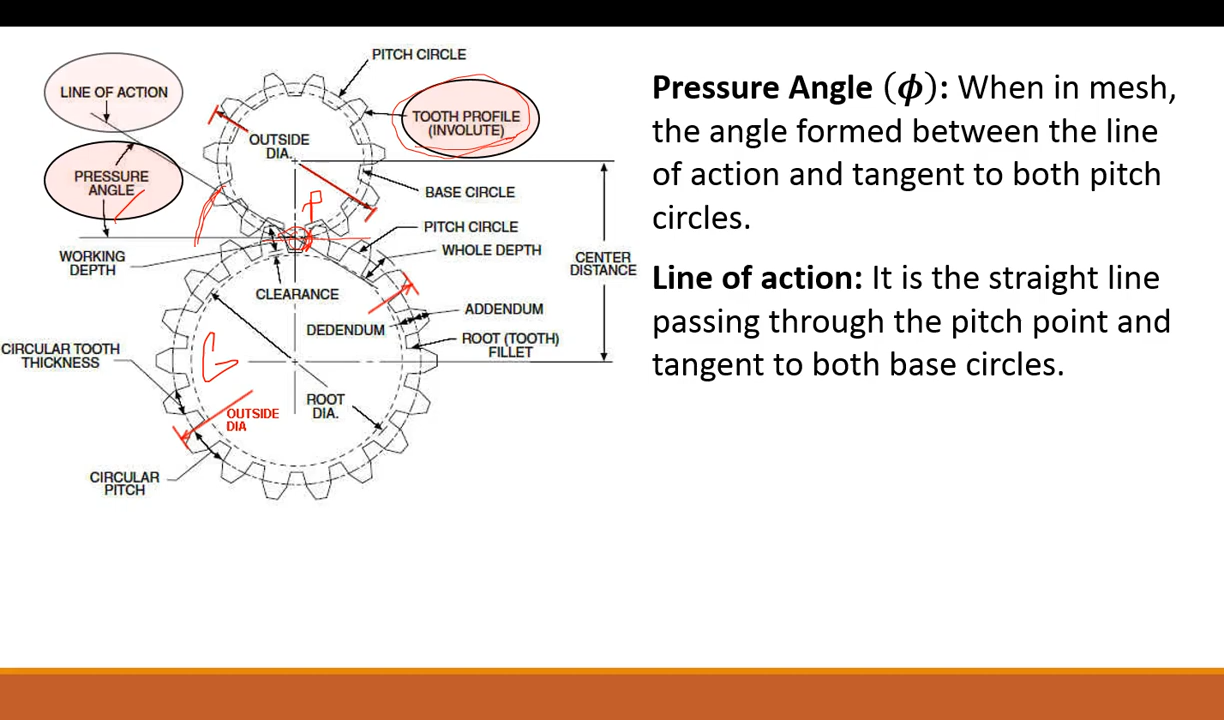 PITCH CIRCLE
LINE OF ACTION
TOOTH PROFILE
(INVOLUTE)
OUTSIDE
DIA.
PRESSURE
ANGLE
BASE CIRCLE
P
PITCH CIRCLE
WHOLE DEPTH
WORKING
DEPTH
CENTER
DISTANCE
CLEARANCE
ADDENDUM
DEDENDUM
ROOT (TOOTH)
FILLET
CIRCULAR TOOTH
THICKNESS
G
ROOT
DIA.
OUTSIDE
DIA
CIRCULAR
PITCH
Pressure Angle (ϕ): When in mesh,
the angle formed between the line
of action and tangent to both pitch
circles.
Line of action: It is the straight line
passing through the pitch point and
tangent to both base circles.